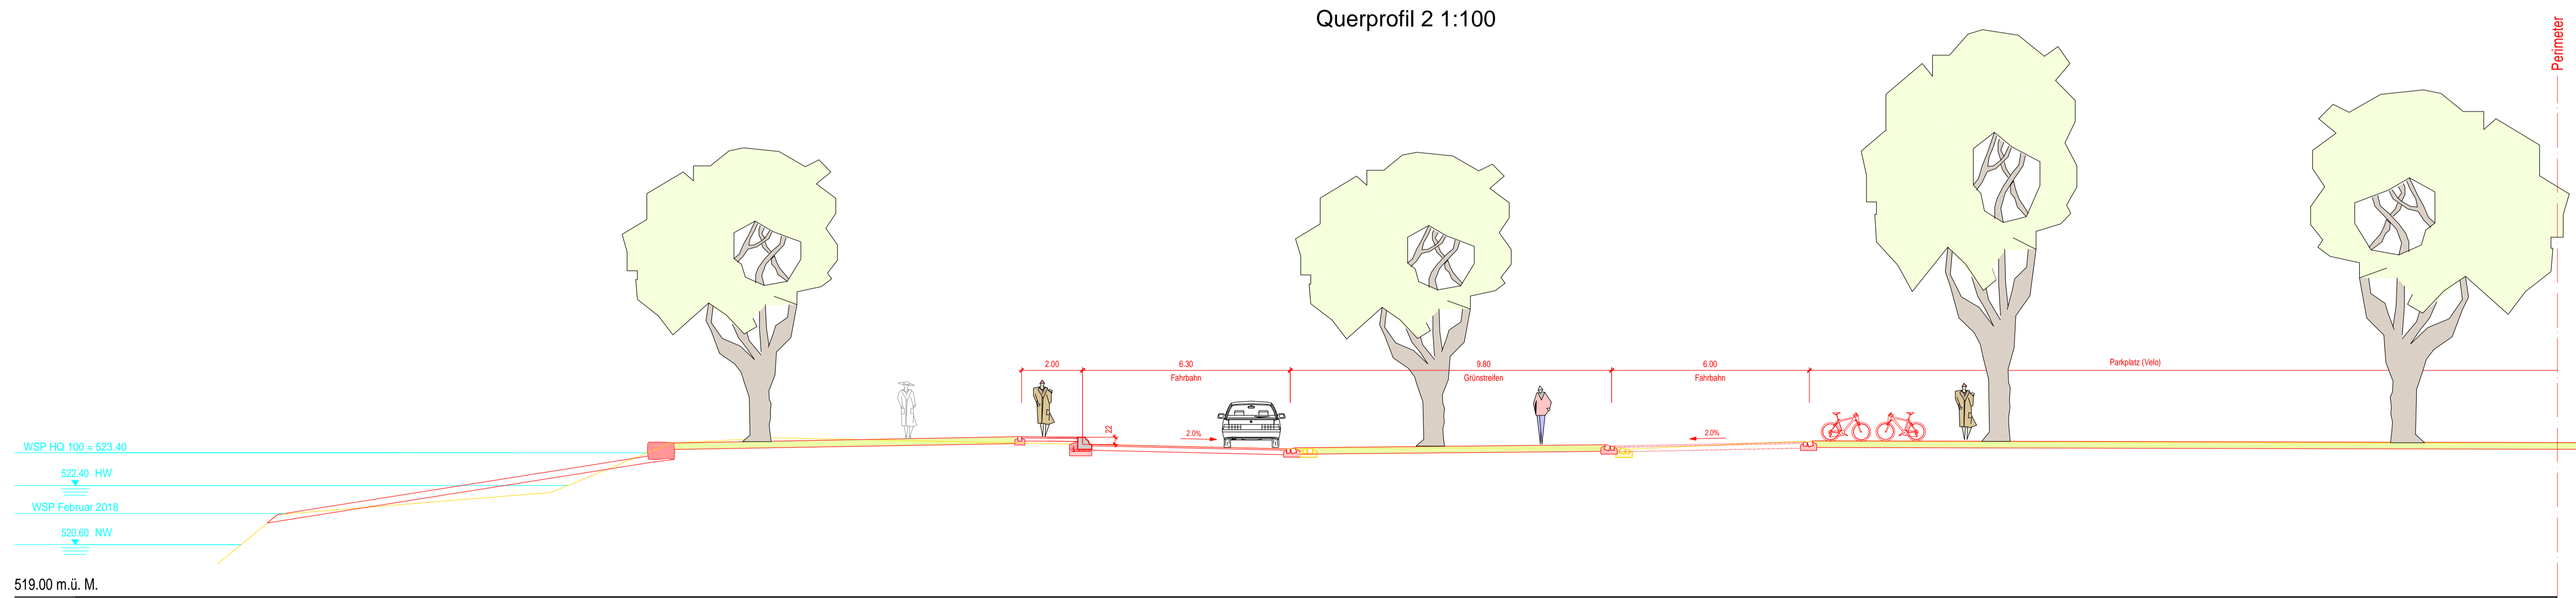 Querprofil 2 1:100
Perimeter
2.00
6.30
9.80
6.00
Parkplatz (Velo)
Fahrbahn
Grünstreifen
Fahrbahn
22
2.0%
2.0%
WSP HQ 100 = 523.40
522.40 HW
WSP Februar 2018
520.60 NW
519.00 m.ü. M.